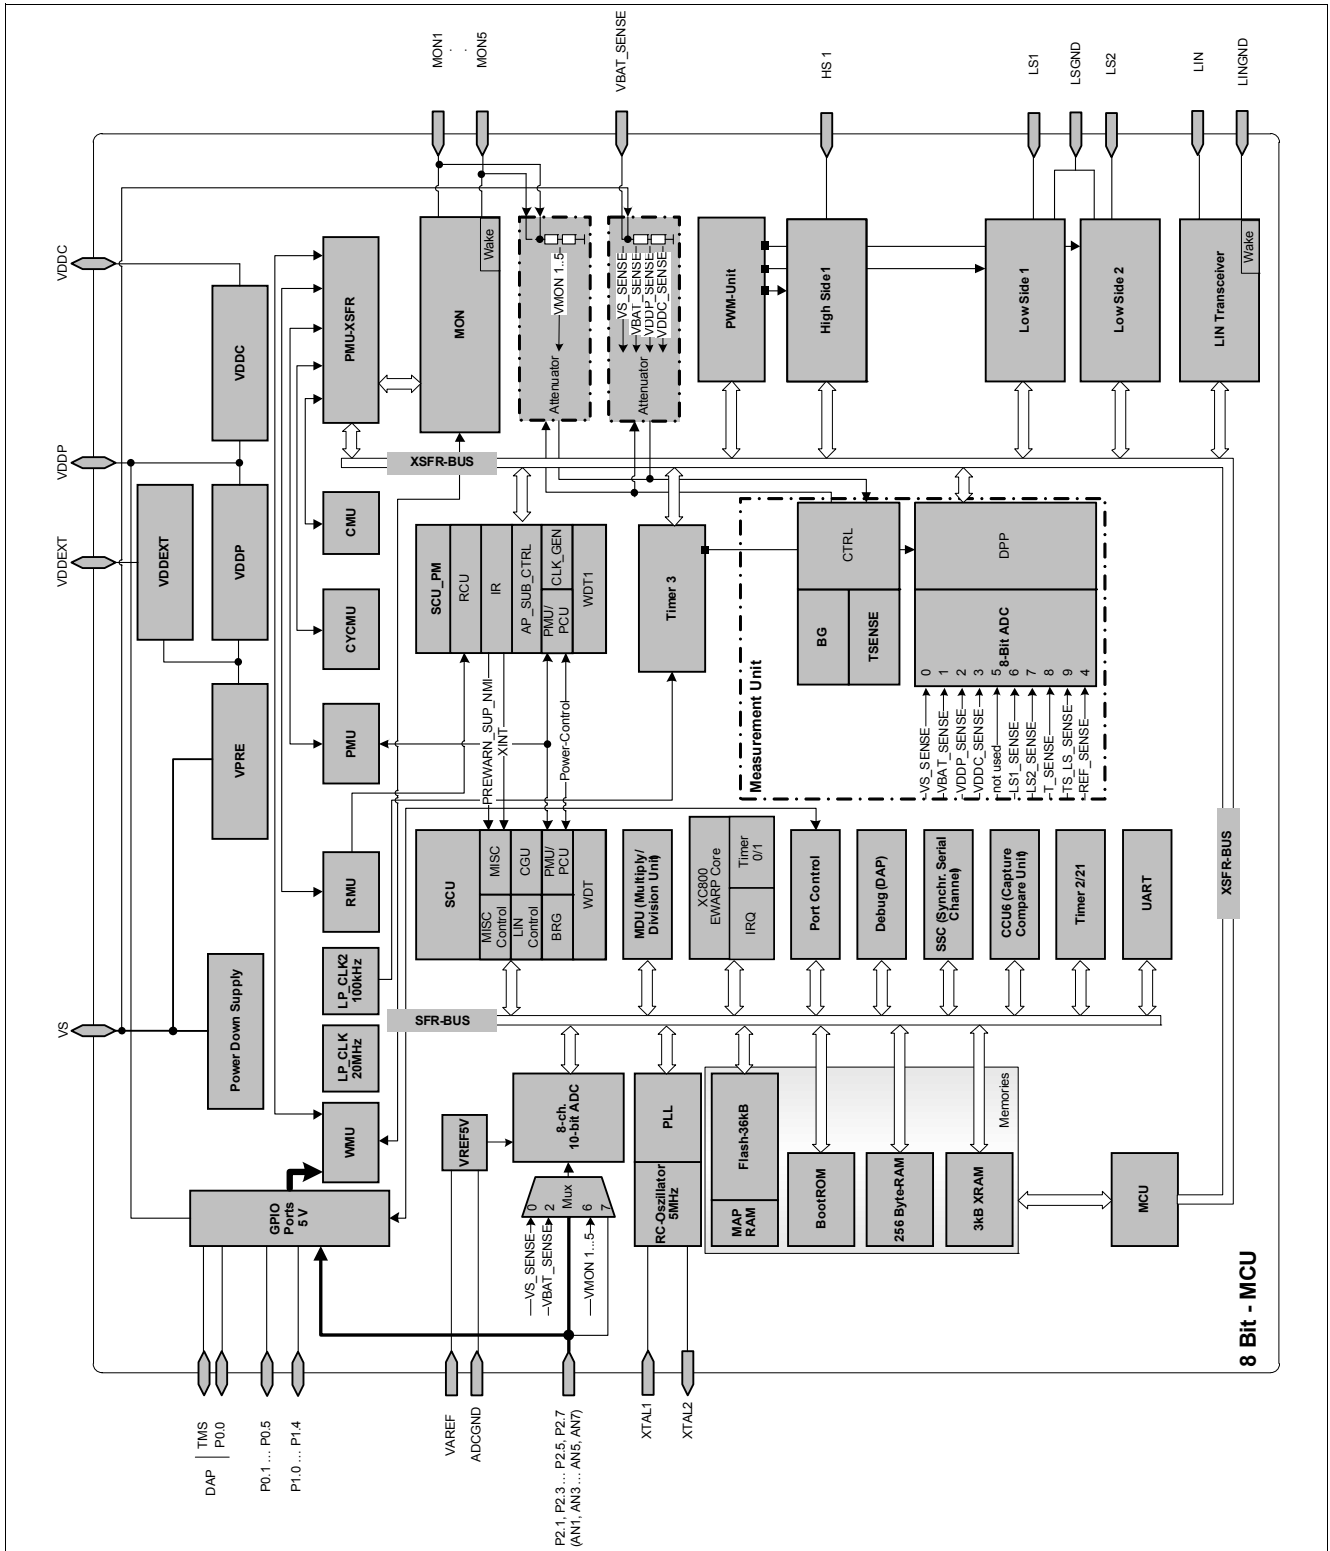 8 Bit - MCU
VS
VDDEXT
VDDP
VDDC
DAP
TMS
P0.0
P0.1 ... P0.5
P1.0 ... P1.4
GPIO
Ports
5 V
Power Down Supply
VPRE
VDDEXT
VDDP
VDDC
WMU
LP_CLK
20MHz
LP_CLK2
100kHz
RMU
PMU
CYCMU
CMU
PMU-XSFR
MON
Wake
MON1
.
.
MON5
VAREF
ADCGND
VREF5V
P2.1, P2.3 ... P2.5, P2.7
(AN1, AN3 ... AN5, AN7)
VS_SENSE
VBAT_SENSE
VMON 1...5
0
2
Mux
6
7
8-ch.
10-bit ADC
SFR-BUS
SCU
MISC
Control
MISC
LIN
Control
CGU
BRG
PMU/
PCU
WDT
PREWARN_SUP_NMI
XINT
Power-Control
SCU_PM
RCU
IR
AP_SUB_CTRL
PMU/
PCU
CLK_GEN
WDT1
XSFR-BUS
Attenuator
VMON 1..5
Attenuator
VS_SENSE
VBAT_SENSE
VDDP_SENSE
VDDC_SENSE
VBAT_SENSE
XTAL1
XTAL2
RC-Oszillator
5MHz
PLL
MDU (Multiply/
Division Unit)
Timer 3
MAP
RAM
Flash-36kB
BootROM
256 Byte-RAM
3kB XRAM
Memories
XC800
EWARP Core
IRQ
Timer
0/1
Port Control
Debug (DAP)
SSC (Synchr. Serial
Channel)
CCU6 (Capture
Compare Unit)
Timer 2/21
UART
Measurement Unit
BG
TSENSE
CTRL
VS_SENSE
VBAT_SENSE
VDDP_SENSE
VDDC_SENSE
not used
LS1_SENSE
LS2_SENSE
T_SENSE
TS_LS_SENSE
REF_SENSE
0
1
2
3
5
6
7
8
9
4
8-Bit ADC
DPP
PWM-Unit
High Side 1
HS 1
Low Side 1
Low Side 2
LS1
LSGND
LS2
LIN Transceiver
Wake
LIN
LINGND
MCU
XSFR-BUS